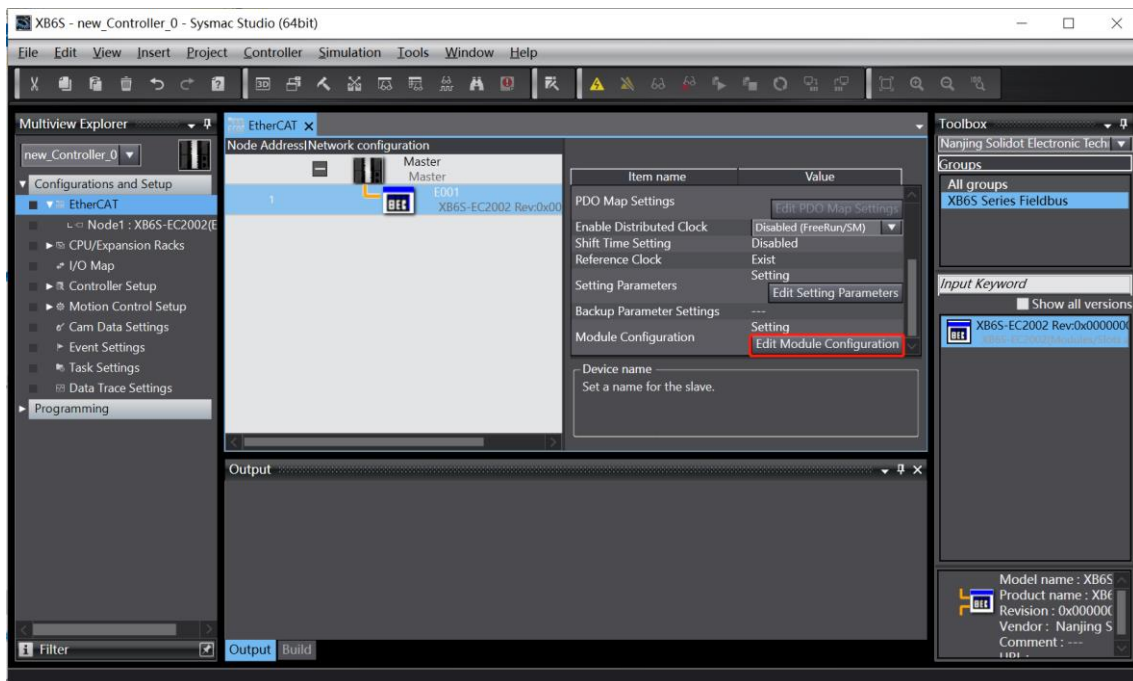 XB6S - new_Controller_0 - Sysmac Studio (64bit)
File Edit View Insert Project Controller Simulation Tools Window Help
Multiview Explorer
new_Controller_0
Configurations and Setup
EtherCAT
Node1 : XB6S-EC2002(E
CPU/Expansion Racks
I/O Map
Controller Setup
Motion Control Setup
Cam Data Settings
Event Settings
Task Settings
Data Trace Settings
Programming
Filter
EtherCAT
Node Address|Network configuration
Master
Master
1
E001
XB6S-EC2002 Rev:0x00
Item name Value
PDO Map Settings
Edit PDO Map Settings
Enable Distributed Clock Disabled (FreeRun/SM)
Shift Time Setting Disabled
Reference Clock Exist
Setting Parameters Setting
Edit Setting Parameters
Backup Parameter Settings ---
Module Configuration Setting
Edit Module Configuration
Device name
Set a name for the slave.
Output
Output Build
Toolbox
Nanjing Solidot Electronic Tech
Groups
All groups
XB6S Series Fieldbus
Input Keyword
Show all versions
XB6S-EC2002 Rev:0x000000
Model name : XB6S
Product name : XB6
Revision : 0x000000
Vendor : Nanjing S
Comment : ---
URL :